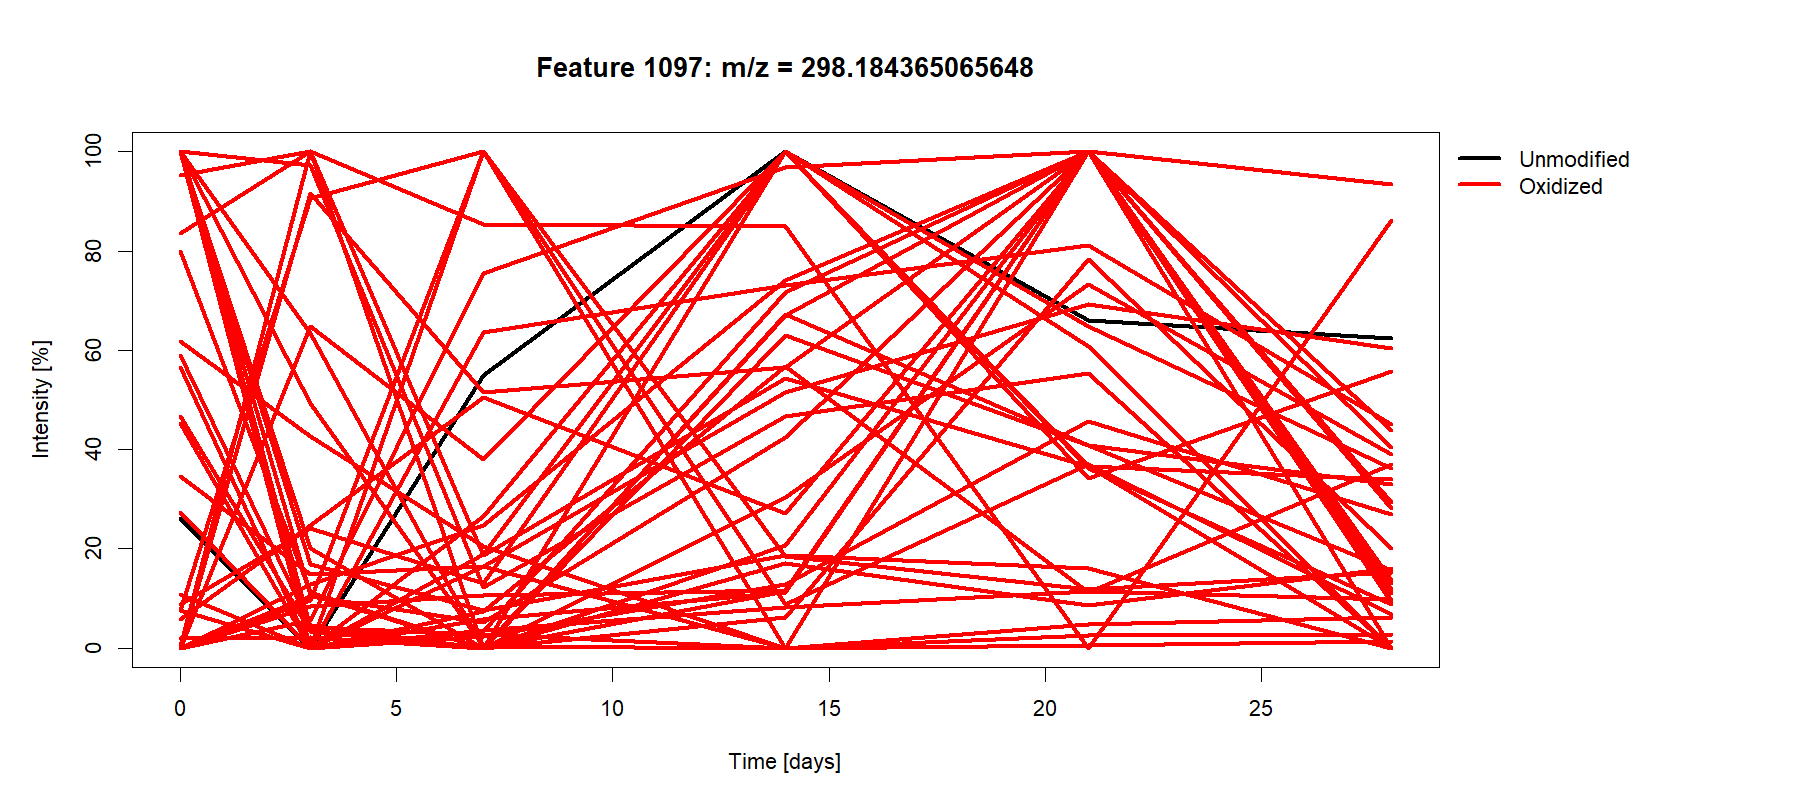 Feature 1097: m/z = 298.184365065648
Unmodified
Oxidized
Intensity [%]
100
80
60
40
20
0
0 5 10 15 20 25
Time [days]